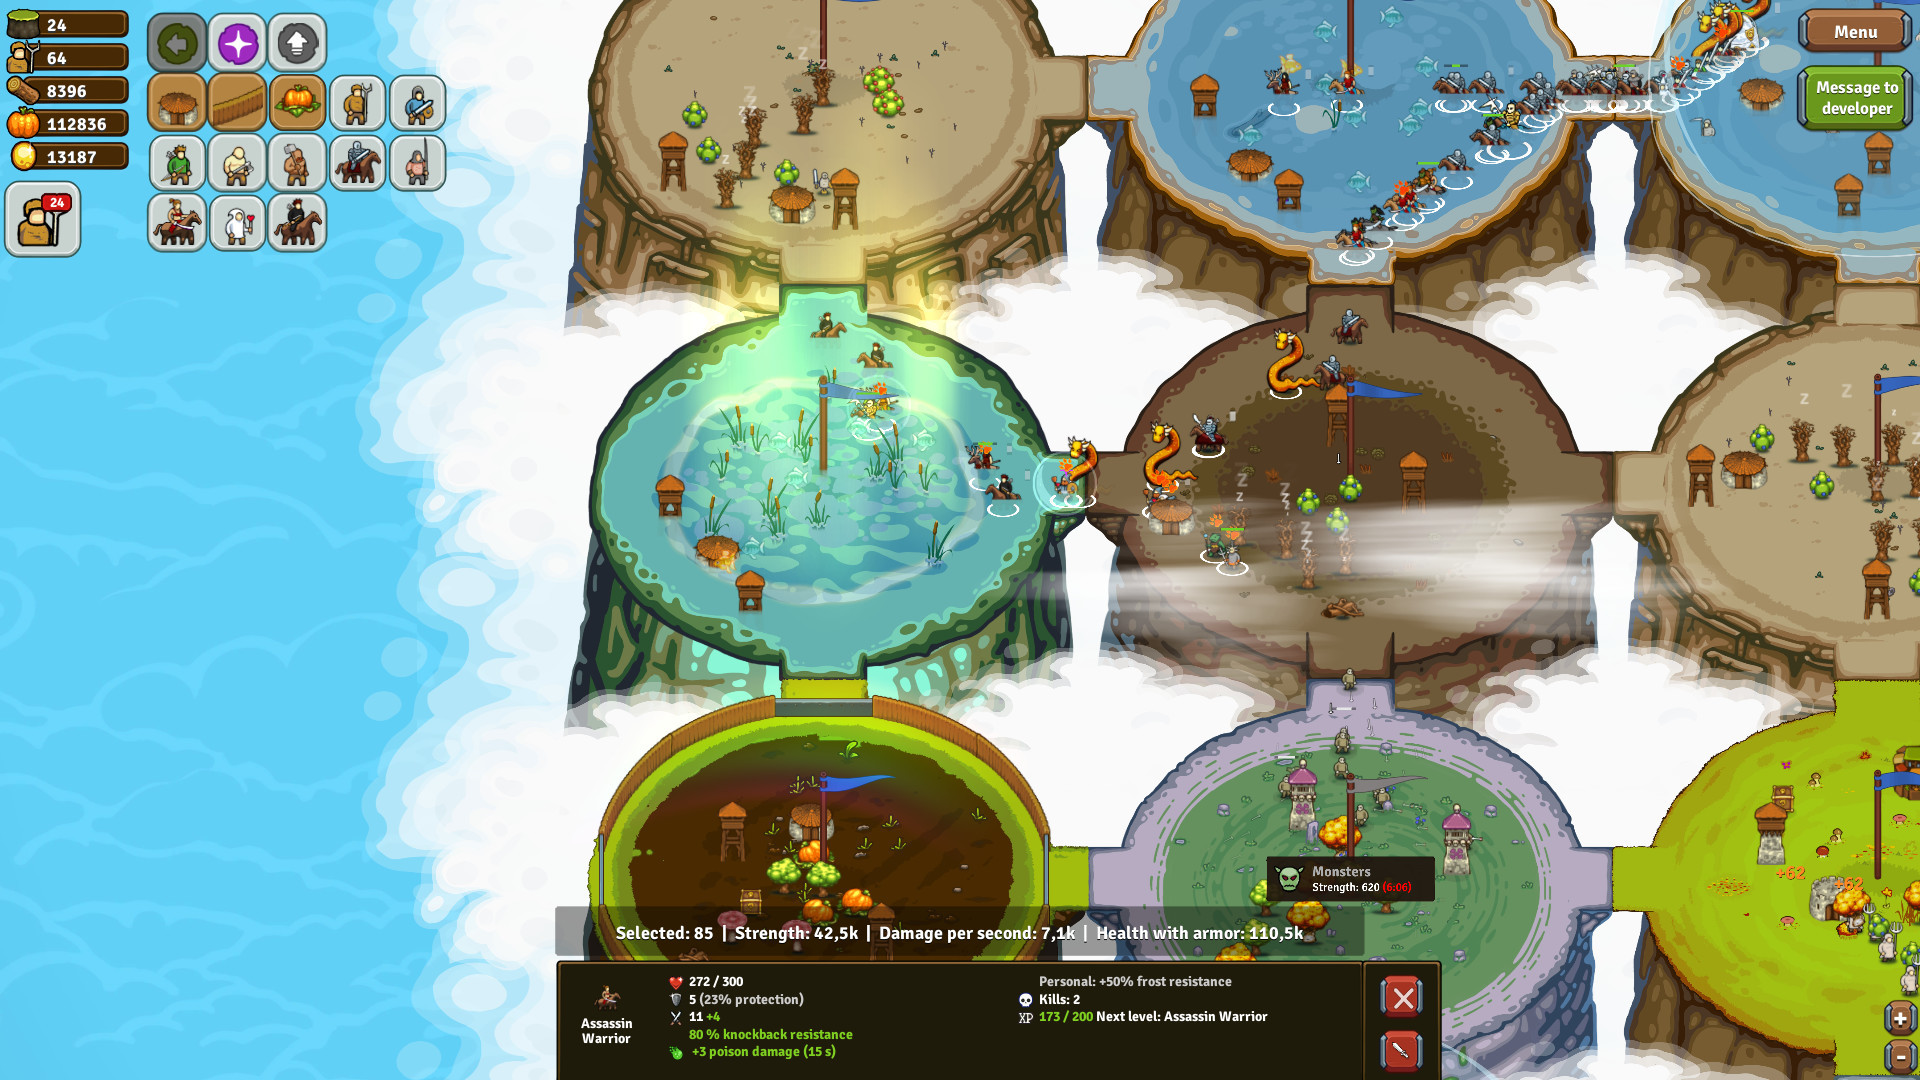 24
64
8396
112836
13187
24
Menu
Message to
developer
Monsters
Strength: 620 (6:06)
+62
+62
Selected: 85 | Strength: 42,5k | Damage per second: 7,1k | Health with armor: 110,5k
Assassin
Warrior
272 / 300
5 (23% protection)
11 +4
80 % knockback resistance
+3 poison damage (15 s)
Personal: +50% frost resistance
Kills: 2
XP 173 / 200 Next level: Assassin Warrior